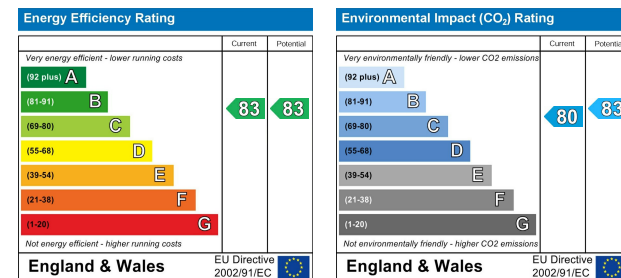 Energy Efficiency Rating
Current Potential
Very energy efficient - lower running costs
(92 plus) A
(81-91) B
83 83
(69-80) C
(55-68) D
(39-54) E
(21-38) F
(1-20) G
Not energy efficient - higher running costs
England & Wales
EU Directive
2002/91/EC
Environmental Impact (CO₂) Rating
Current Potential
Very environmentally friendly - lower CO2 emissions
(92 plus) A
(81-91) B
80 83
(69-80) C
(55-68) D
(39-54) E
(21-38) F
(1-20) G
Not environmentally friendly - higher CO2 emissions
England & Wales
EU Directive
2002/91/EC